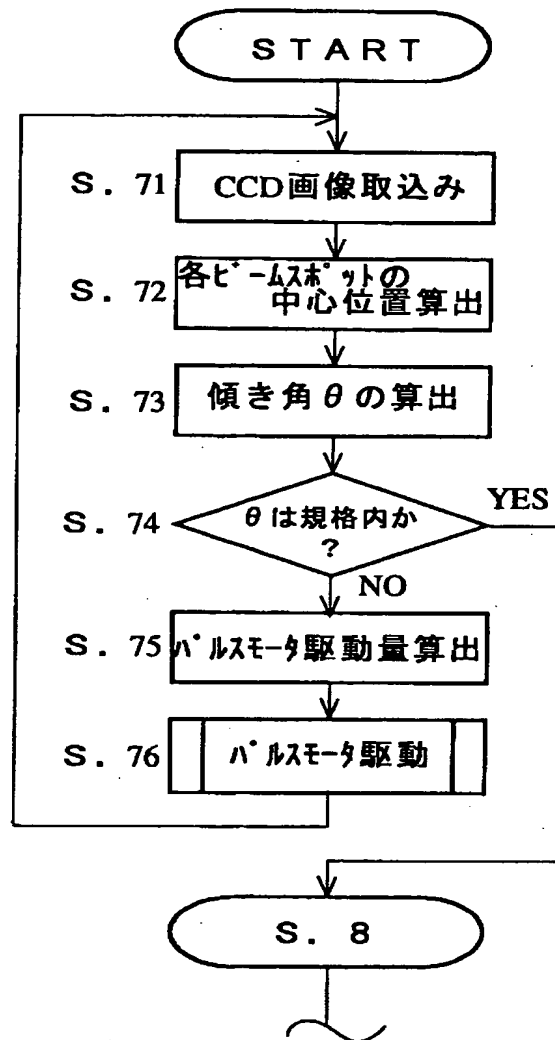 START
S. 71 CCD画像取込み
S. 72 各ビームスポットの
中心位置算出
S. 73 傾き角θの算出
S. 74 θは規格内か
?
YES
NO
S. 75 パルスモータ駆動量算出
S. 76 パルスモータ駆動
S. 8